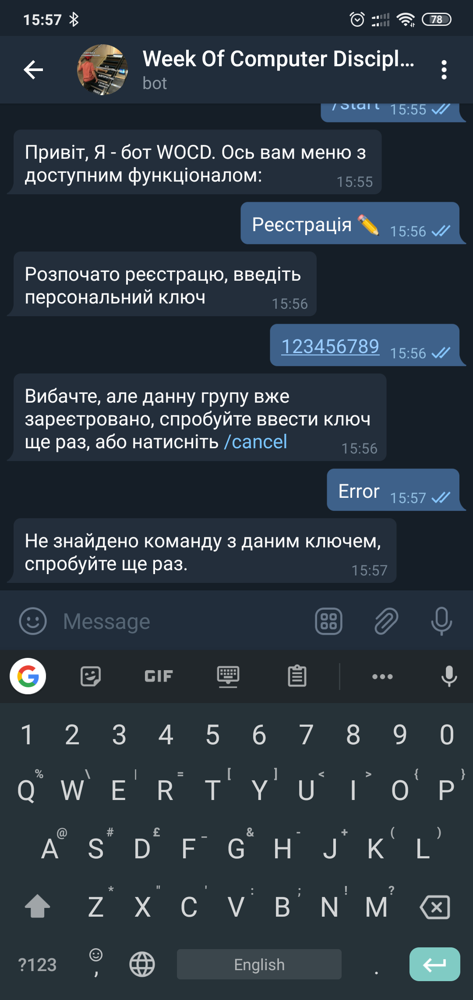 15:57
78
Week Of Computer Discipl...
bot
/start 15:55
Привіт, Я - бот WOCD. Ось вам меню з
доступним функціоналом:
15:55
Реєстрація ✏️ 15:56
Розпочато реєстрацю, введіть
персональний ключ
15:56
123456789 15:56
Вибачте, але данну групу вже
зареєстровано, спробуйте ввести ключ
ще раз, або натисніть /cancel
15:56
Error 15:57
Не знайдено команду з даним ключем,
спробуйте ще раз.
15:57
Message
GIF
1 2 3 4 5 6 7 8 9 0
% \ | = [ ] < > { }
Q W E R T Y U I O P
@ # £ _ & - + ( )
A S D F G H J K L
* " ' : ; ! ?
Z X C V B N M
?123 , English .